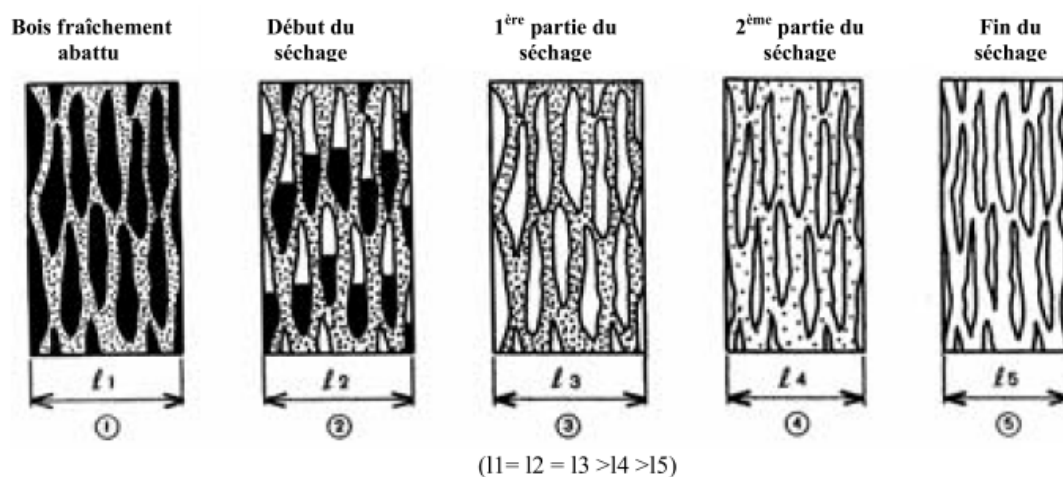 Bois fraîchement
abattu
Début du
séchage
1ère partie du
séchage
2ème partie du
séchage
Fin du
séchage
l1
l2
l3
l4
l5
①
②
③
④
⑤
(l1= l2 = l3 >l4 >l5)